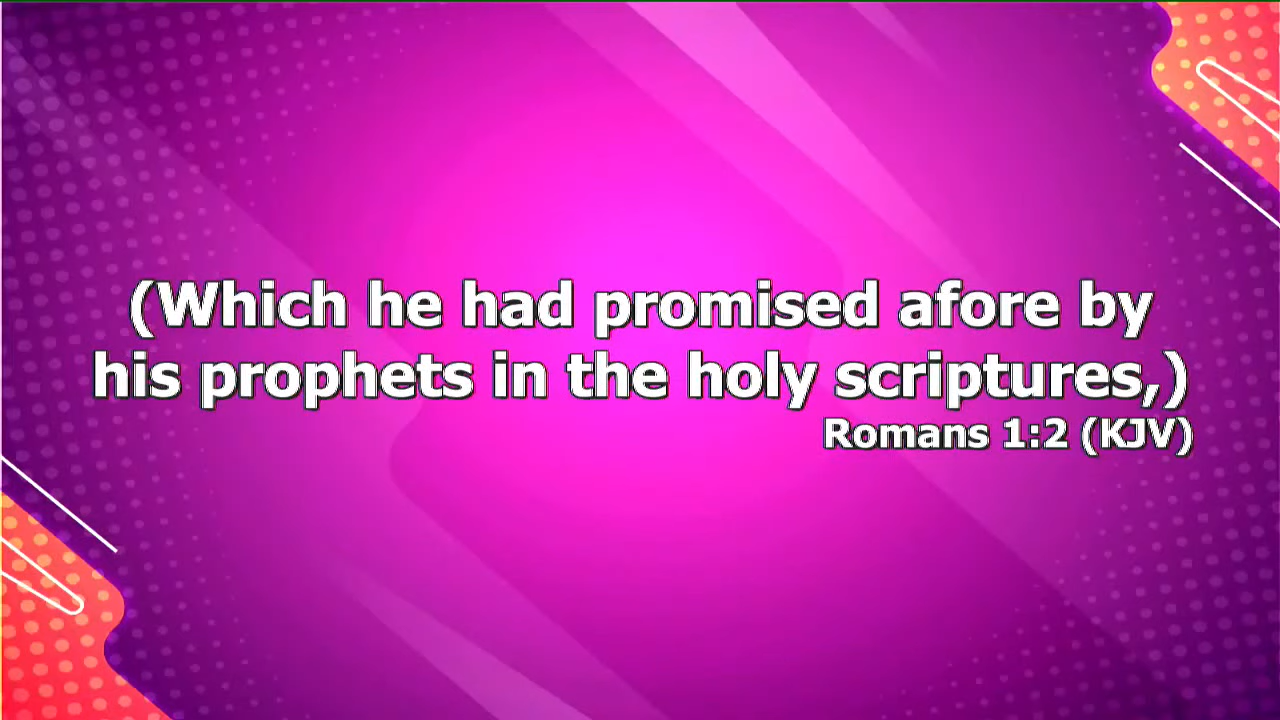 (Which he had promised afore by
his prophets in the holy scriptures,)
Romans 1:2 (KJV)